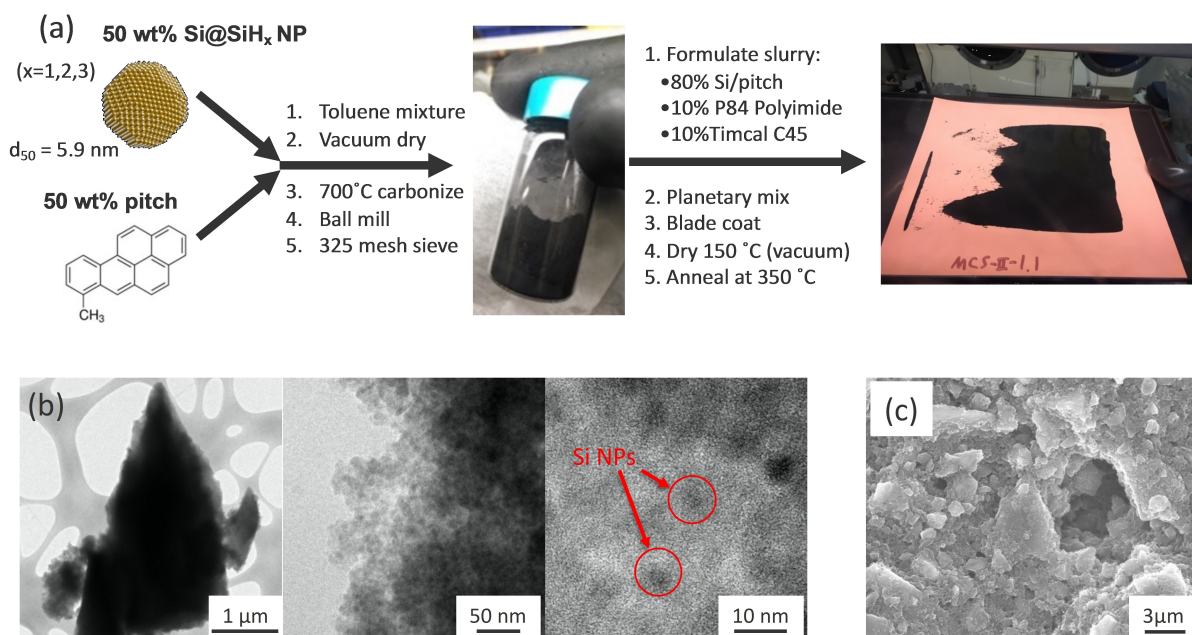 (a)
50 wt% Si@SiHₓ NP
(x=1,2,3)
d₅₀ = 5.9 nm
50 wt% pitch
CH₃
1. Toluene mixture
2. Vacuum dry
3. 700˚C carbonize
4. Ball mill
5. 325 mesh sieve
1. Formulate slurry:
•80% Si/pitch
•10% P84 Polyimide
•10%Timcal C45
2. Planetary mix
3. Blade coat
4. Dry 150 ˚C (vacuum)
5. Anneal at 350 ˚C
MCS-II-1.1
(b)
1 µm
50 nm
Si NPs
10 nm
(c)
3µm